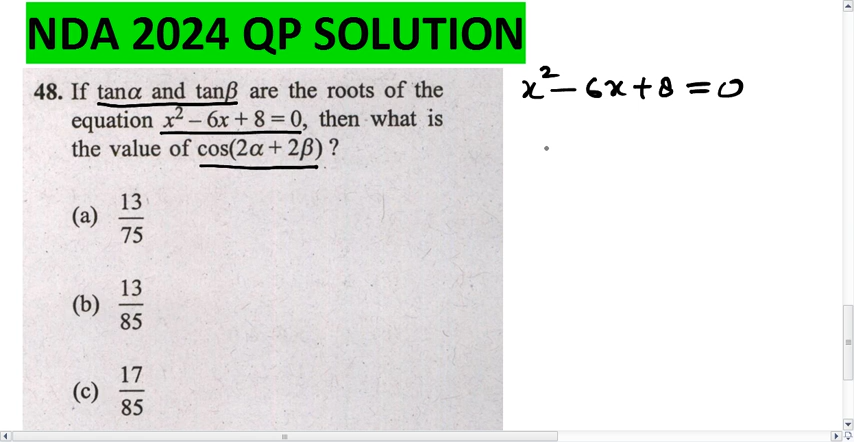 NDA 2024 QP SOLUTION
48. If tanα and tanβ are the roots of the
equation x² – 6x + 8 = 0, then what is
the value of cos(2α + 2β) ?
(a) 13/75
(b) 13/85
(c) 17/85
x² – 6x + 8 = 0